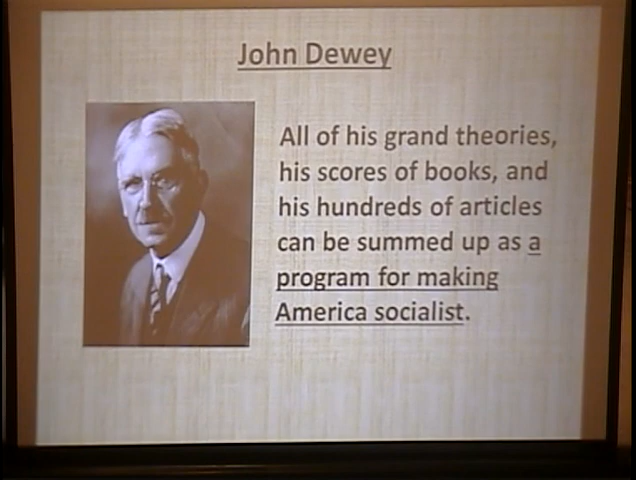 John Dewey
All of his grand theories,
his scores of books, and
his hundreds of articles
can be summed up as a
program for making
America socialist.